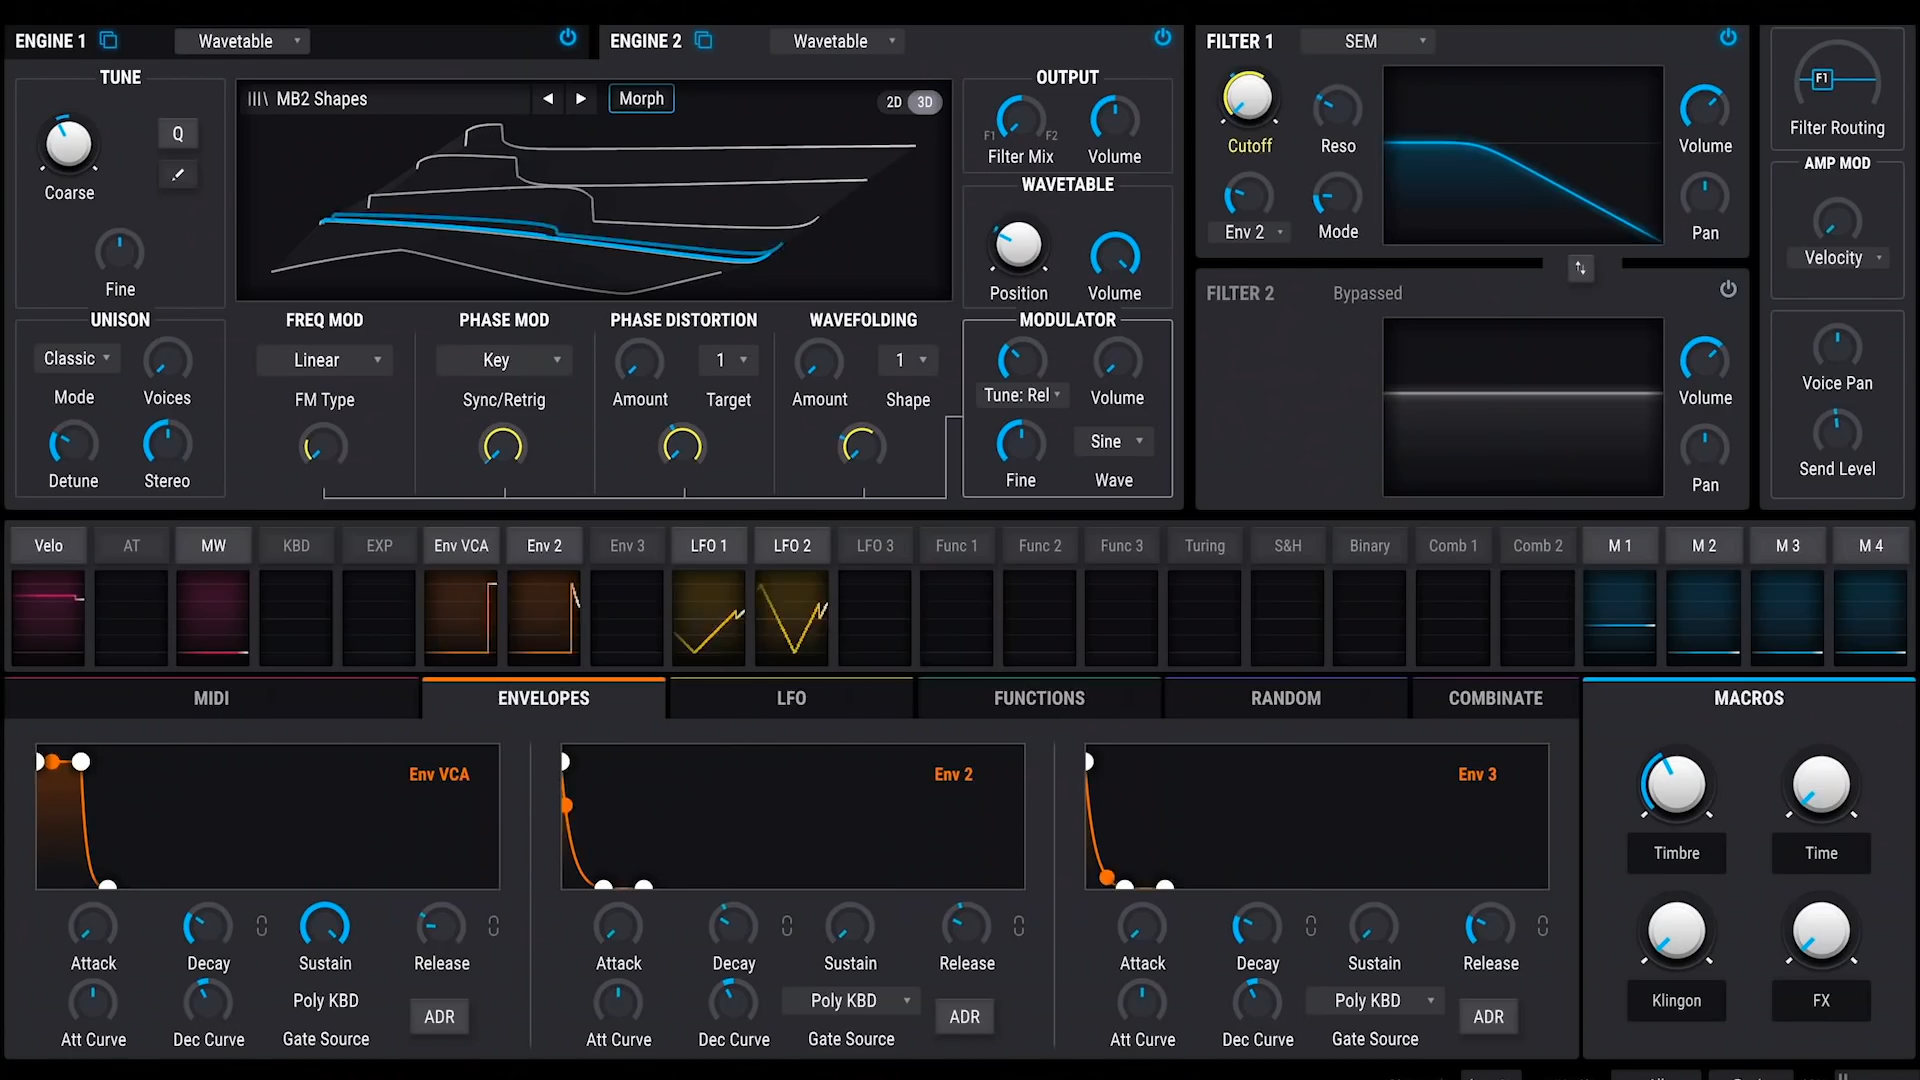 ENGINE 1
Wavetable
ENGINE 2
Wavetable
TUNE
Coarse
Q
Fine
MB2 Shapes
Morph
2D 3D
OUTPUT
F1 F2
Filter Mix Volume
WAVETABLE
Position Volume
UNISON
Classic
Mode Voices
Detune Stereo
FREQ MOD
Linear
FM Type
PHASE MOD
Key
Sync/Retrig
PHASE DISTORTION
1
Amount Target
WAVEFOLDING
1
Amount Shape
MODULATOR
Tune: Rel Volume
Sine
Fine Wave
FILTER 1
SEM
Cutoff Reso
Env 2 Mode
Volume
Pan
FILTER 2
Bypassed
Volume
Pan
F1
Filter Routing
AMP MOD
Velocity
Voice Pan
Send Level
Velo AT MW KBD EXP Env VCA Env 2 Env 3 LFO 1 LFO 2 LFO 3 Func 1 Func 2 Func 3 Turing S&H Binary Comb 1 Comb 2 M 1 M 2 M 3 M 4
MIDI ENVELOPES LFO FUNCTIONS RANDOM COMBINATE MACROS
Env VCA
Attack Decay Sustain Release
Poly KBD ADR
Att Curve Dec Curve Gate Source
Env 2
Attack Decay Sustain Release
Poly KBD ADR
Att Curve Dec Curve Gate Source
Env 3
Attack Decay Sustain Release
Poly KBD ADR
Att Curve Dec Curve Gate Source
Timbre Time
Klingon FX